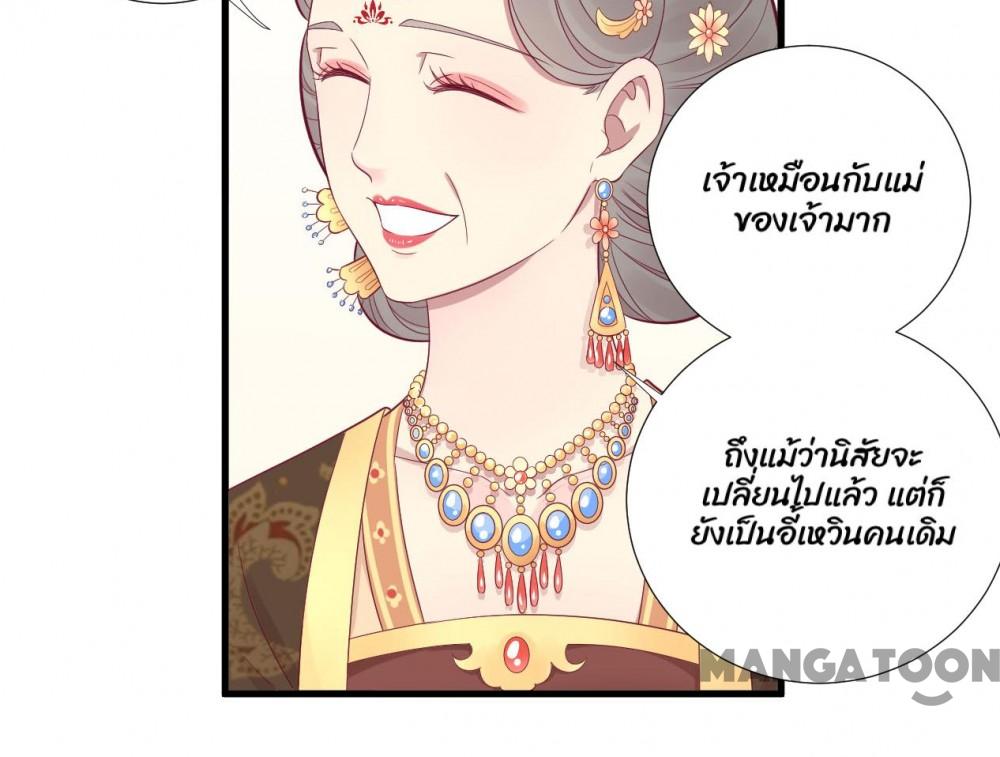 เจ้าเหมือนกับแม่
ของเจ้ามาก
ถึงแม้ว่านิสัยจะ
เปลี่ยนไปแล้ว แต่ก็
ยังเป็นอี้เหวินคนเดิม
MANGATOON